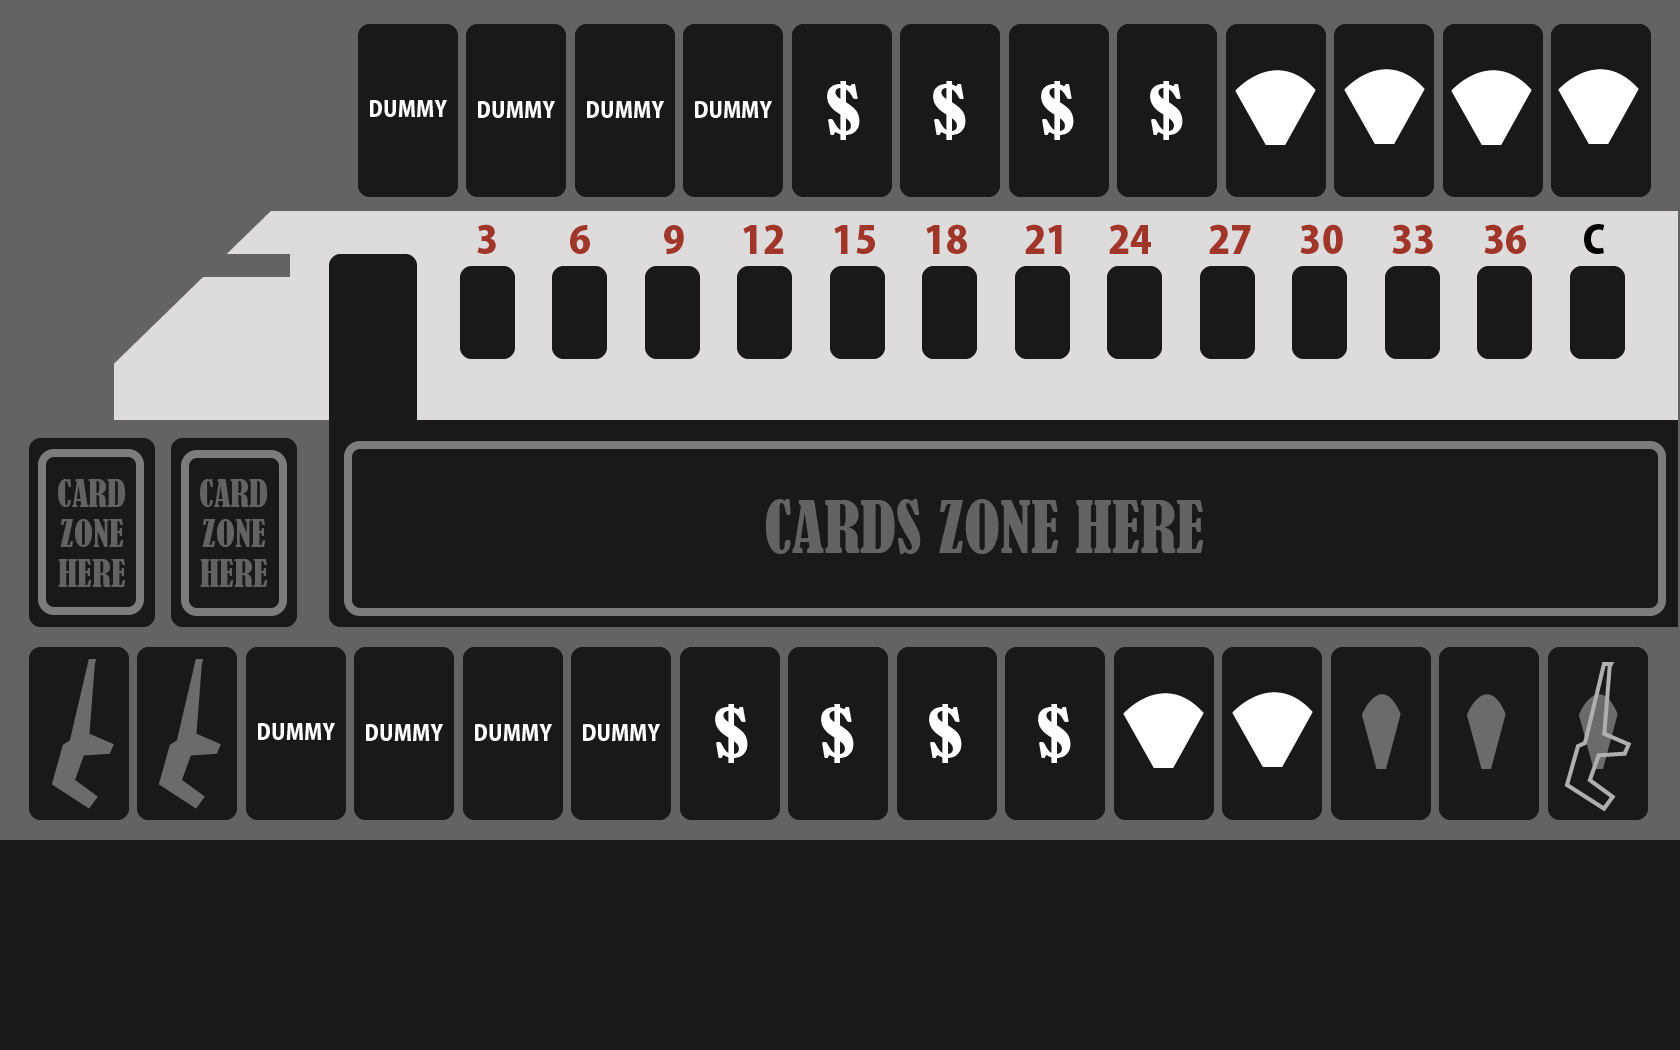 DUMMY DUMMY DUMMY DUMMY $ $ $ $
3 6 9 12 15 18 21 24 27 30 33 36 C
CARD
ZONE
HERE
CARD
ZONE
HERE
CARDS ZONE HERE
DUMMY DUMMY DUMMY DUMMY $ $ $ $